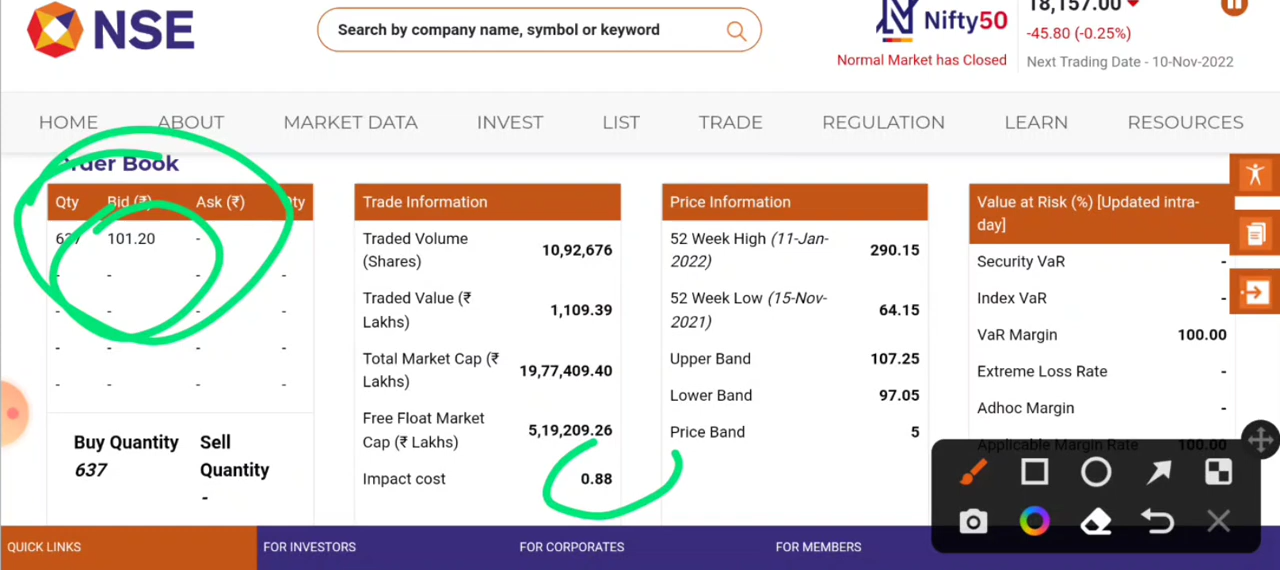 NSE
Search by company name, symbol or keyword
Nifty50
18,157.00
-45.80 (-0.25%)
Normal Market has Closed
Next Trading Date - 10-Nov-2022
HOME ABOUT MARKET DATA INVEST LIST TRADE REGULATION LEARN RESOURCES
Order Book
Qty Bid (₹) Ask (₹) Qty
637 101.20 -
- - - -
- - - -
- - - -
- - - -
Buy Quantity
637
Sell
Quantity
-
Trade Information
Traded Volume
(Shares)
10,92,676
Traded Value (₹
Lakhs)
1,109.39
Total Market Cap (₹
Lakhs)
19,77,409.40
Free Float Market
Cap (₹ Lakhs)
5,19,209.26
Impact cost 0.88
Price Information
52 Week High (11-Jan-
2022)
290.15
52 Week Low (15-Nov-
2021)
64.15
Upper Band 107.25
Lower Band 97.05
Price Band 5
Value at Risk (%) [Updated intra-
day]
Security VaR -
Index VaR -
VaR Margin 100.00
Extreme Loss Rate -
Adhoc Margin -
Applicable Margin Rate 100.00
QUICK LINKS FOR INVESTORS FOR CORPORATES FOR MEMBERS